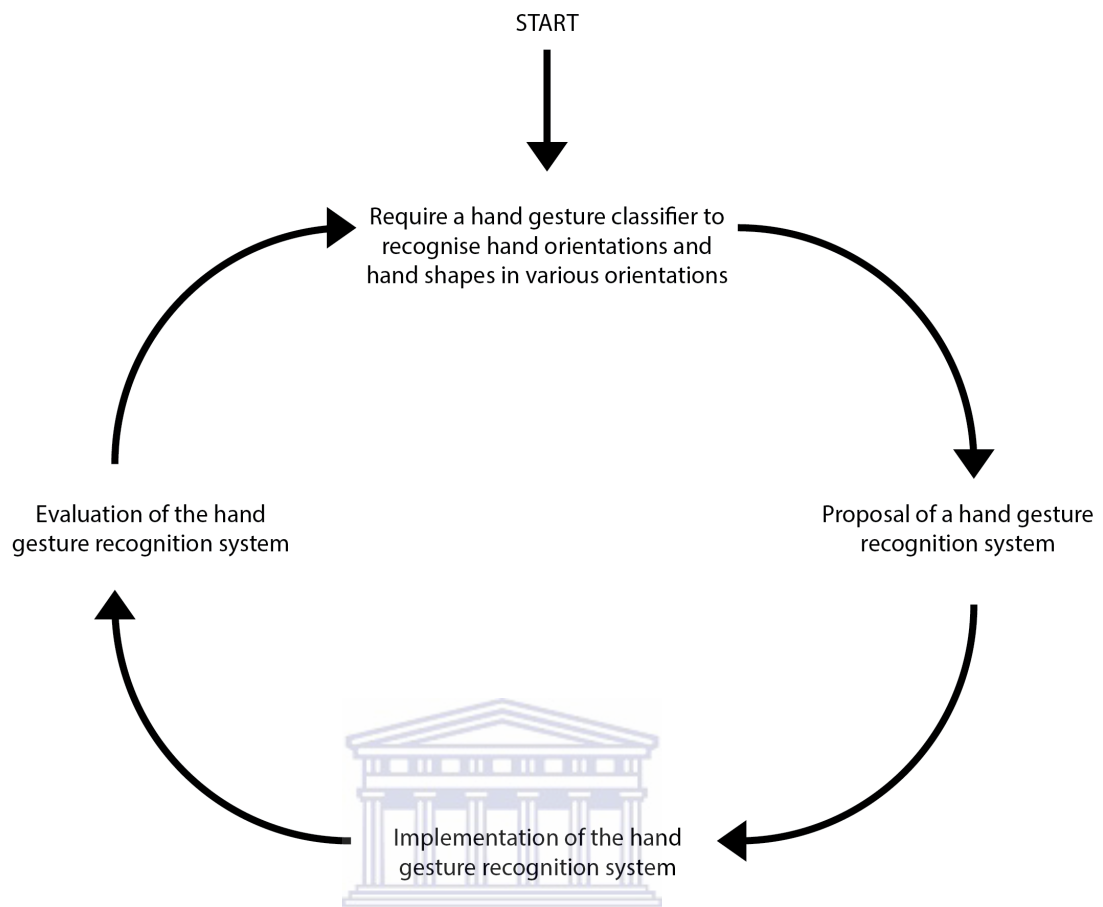 START
Require a hand gesture classifier to
recognise hand orientations and
hand shapes in various orientations
Proposal of a hand gesture
recognition system
Implementation of the hand
gesture recognition system
Evaluation of the hand
gesture recognition system